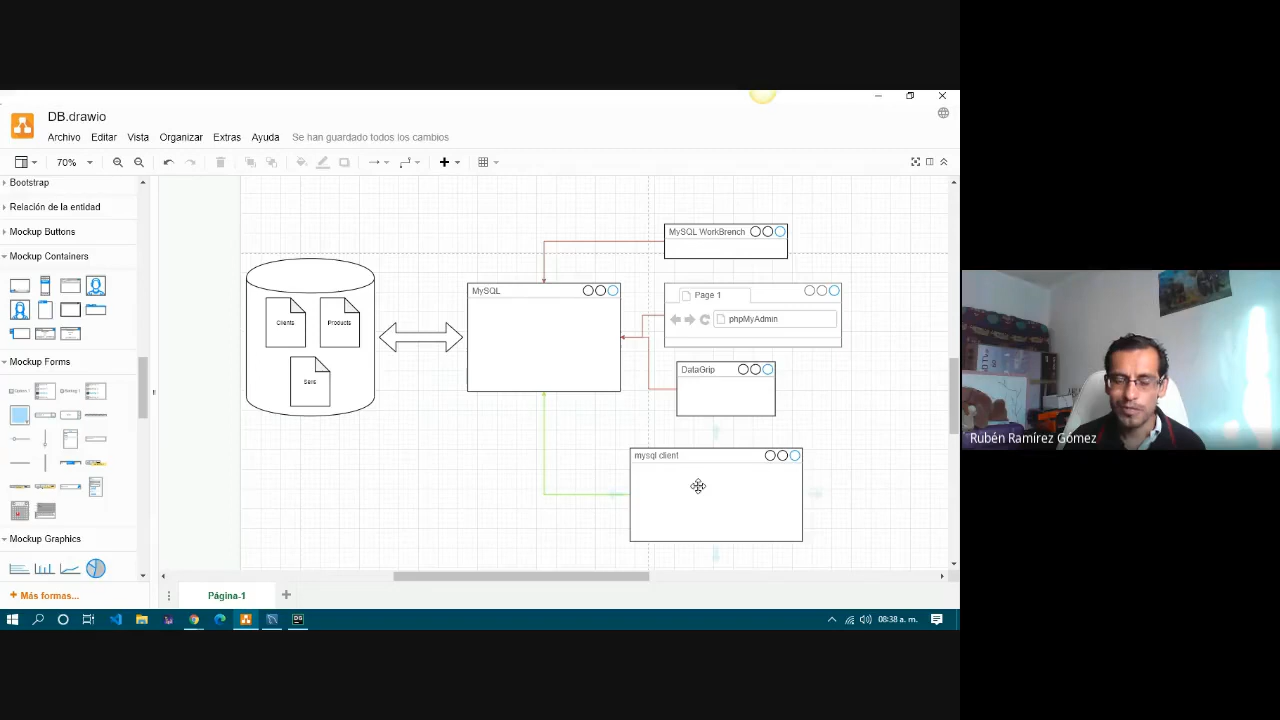 DB.drawio
Archivo Editar Vista Organizar Extras Ayuda Se han guardado todos los cambios
70%
Bootstrap
Relación de la entidad
Mockup Buttons
Mockup Containers
Mockup Forms
Mockup Graphics
+ Más formas...
MySQL WorkBrench
Clients
Products
MySQL
Page 1
phpMyAdmin
DataGrip
mysql client
Página-1
08:38 a. m.
Rubén Ramírez Gómez